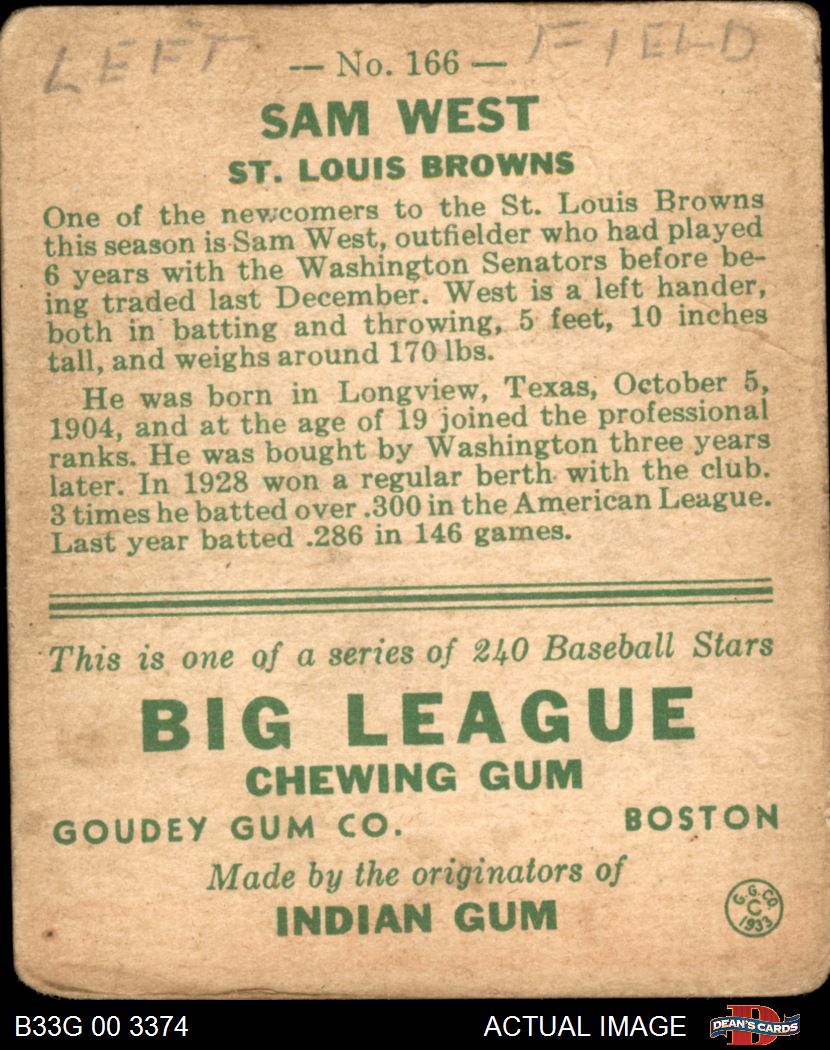 LEFT FIELD
— No. 166 —
SAM WEST
ST. LOUIS BROWNS
One of the newcomers to the St. Louis Browns
this season is Sam West, outfielder who had played
6 years with the Washington Senators before be-
ing traded last December. West is a left hander,
both in batting and throwing, 5 feet, 10 inches
tall, and weighs around 170 lbs.
He was born in Longview, Texas, October 5,
1904, and at the age of 19 joined the professional
ranks. He was bought by Washington three years
later. In 1928 won a regular berth with the club.
3 times he batted over .300 in the American League.
Last year batted .286 in 146 games.
This is one of a series of 240 Baseball Stars
BIG LEAGUE
CHEWING GUM
GOUDEY GUM CO. BOSTON
Made by the originators of
INDIAN GUM
G.G.CO.
C
1933
B33G 00 3374 ACTUAL IMAGE
D
DEAN'S CARDS